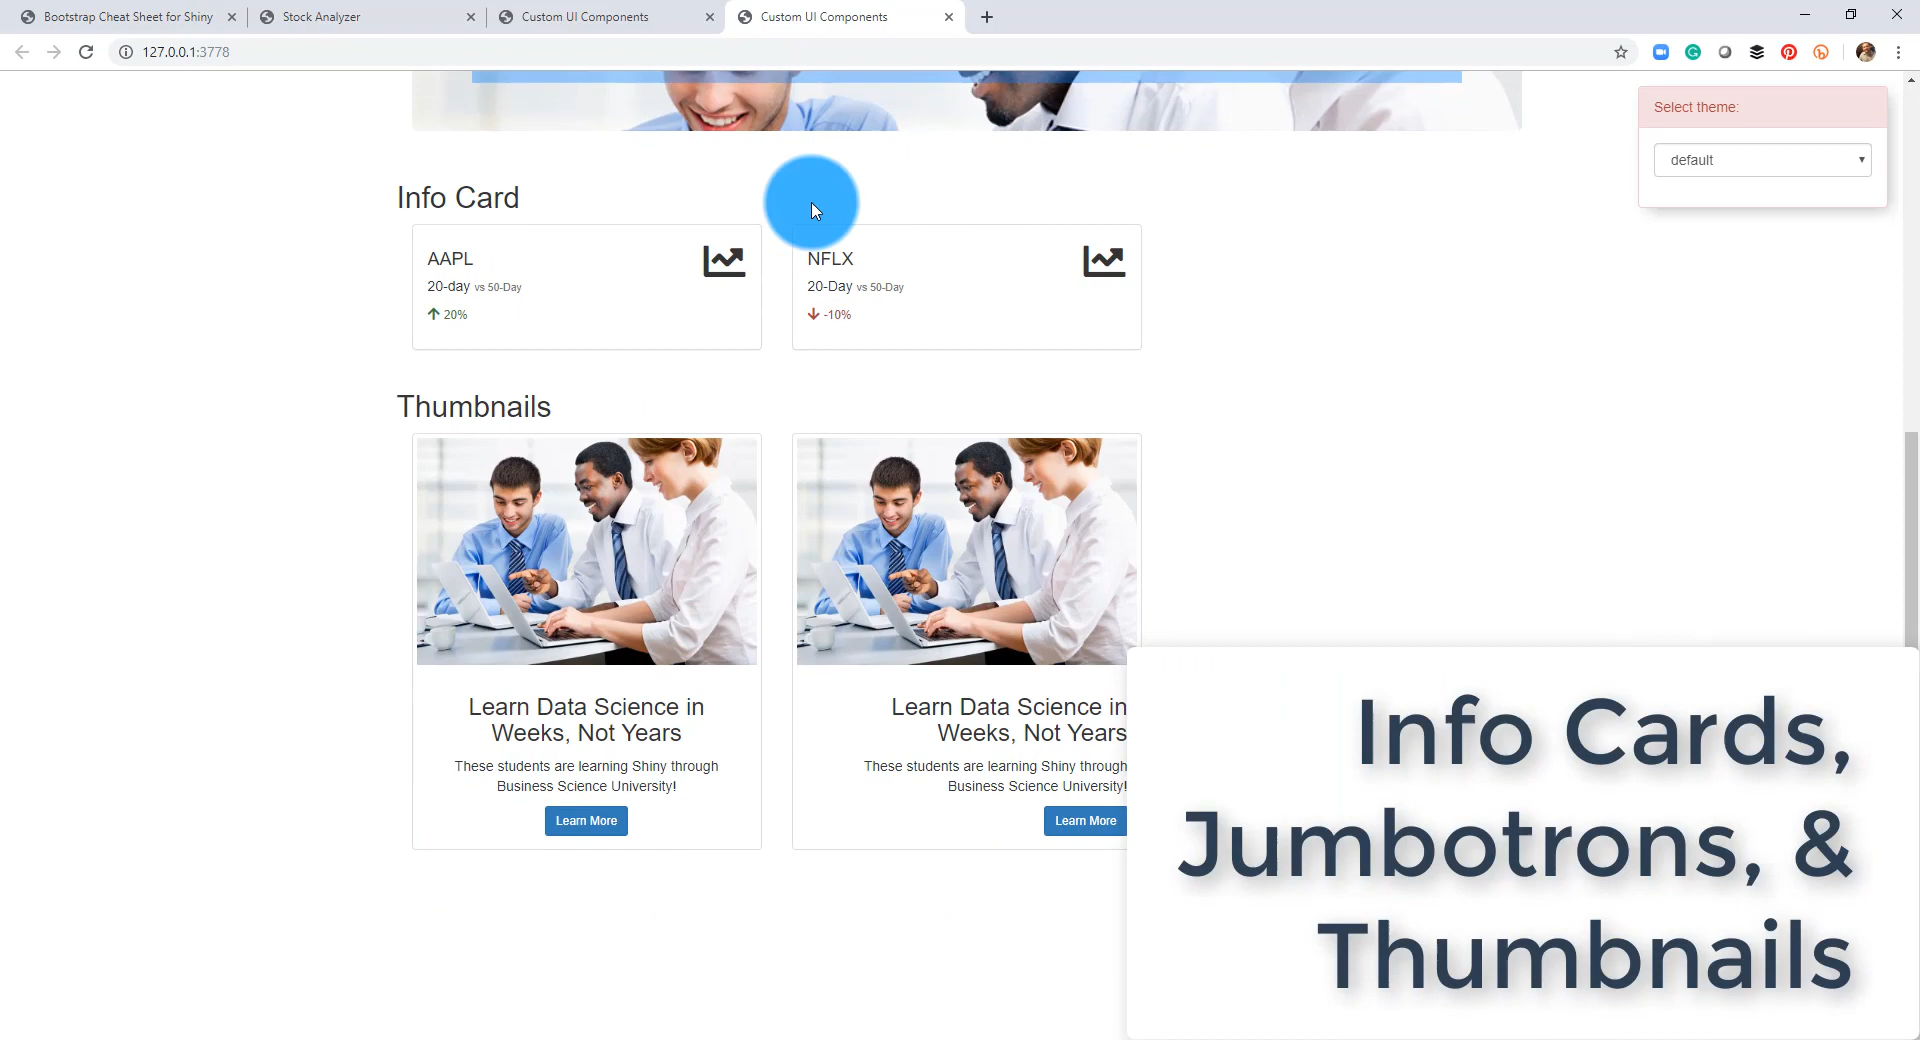 Bootstrap Cheat Sheet for Shiny
Stock Analyzer
Custom UI Components
Custom UI Components
127.0.0.1:3778
Select theme:
default
Info Card
AAPL
20-day vs 50-Day
20%
NFLX
20-Day vs 50-Day
-10%
Thumbnails
Learn Data Science in
Weeks, Not Years
These students are learning Shiny through
Business Science University!
Learn More
Learn Data Science in
Weeks, Not Years
These students are learning Shiny through
Business Science University!
Learn More
Info Cards,
Jumbotrons, &
Thumbnails